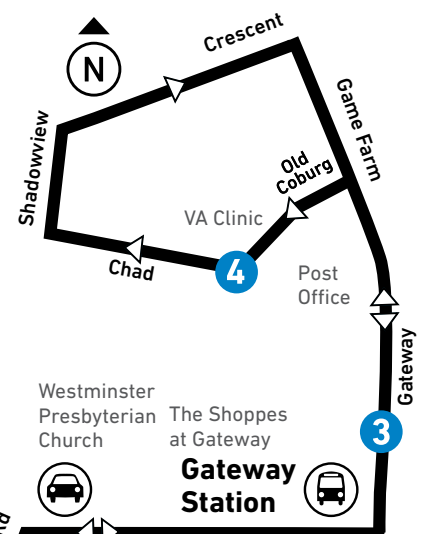 Crescent
N
Game Farm
Shadowview
Old
Coburg
VA Clinic
Chad
4
Post
Office
Gateway
3
Westminster
Presbyterian
Church
The Shoppes
at Gateway
Gateway
Station